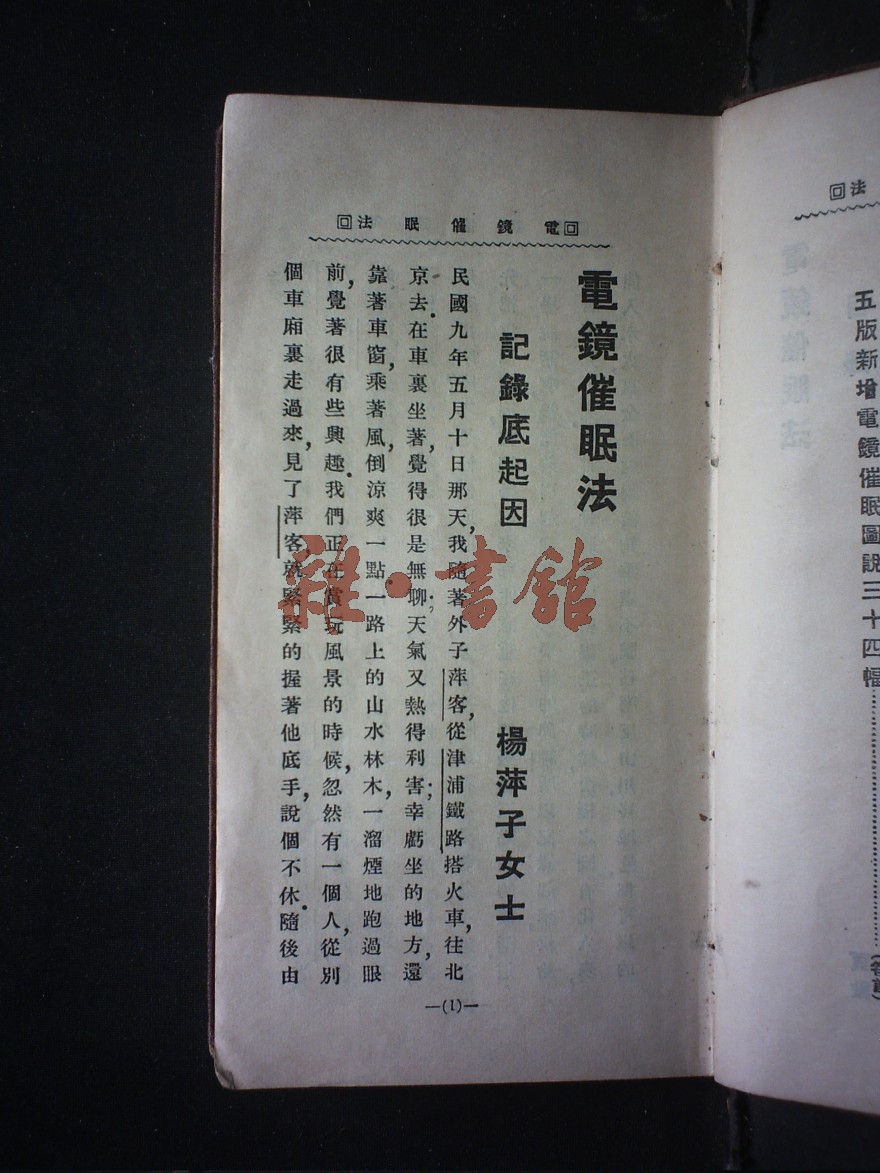 五版新增電鏡催眠圖說三十四幅
回電鏡催眠法回
電鏡催眠法
記錄底起因 楊萍子女士
民國九年五月十日那天,我隨著外子萍客,從津浦鐵路搭火車,往北
京去.在車裏坐著,覺得很是無聊;天氣又熱得利害;幸虧坐的地方,還
靠著車窗,乘著風,倒涼爽一點.一路上的山水林木,一溜煙地跑過眼
前,覺著很有些興趣.我們正在賞玩風景的時候,忽然有一個人,從別
個車廂裏走過來,見了萍客,就緊緊的握著他底手,說個不休.隨後由
—(1)—
雜·書館